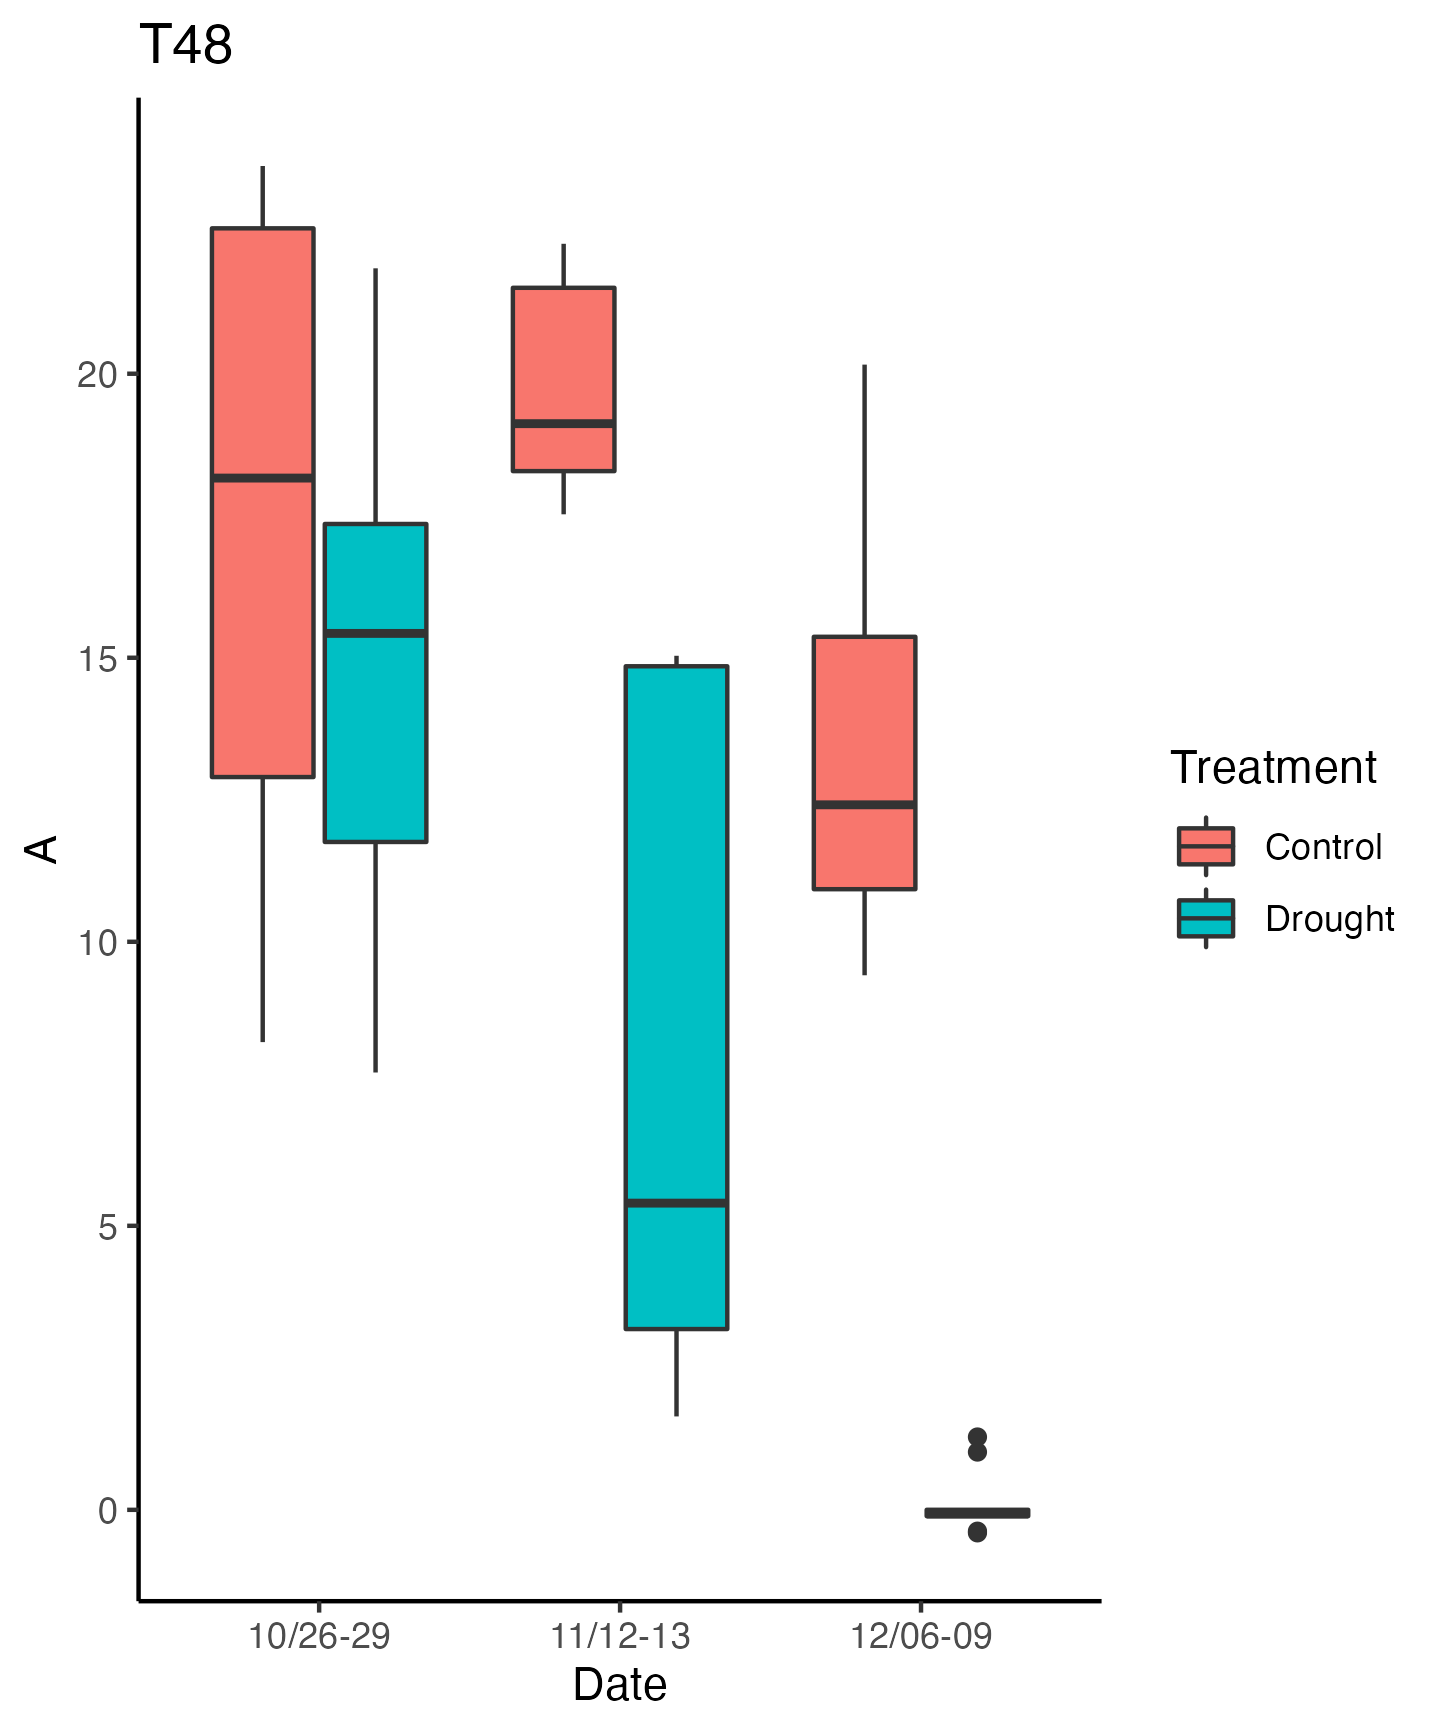 T48
20
15
10
5
0
A
10/26-29
11/12-13
12/06-09
Date
Treatment
Control
Drought